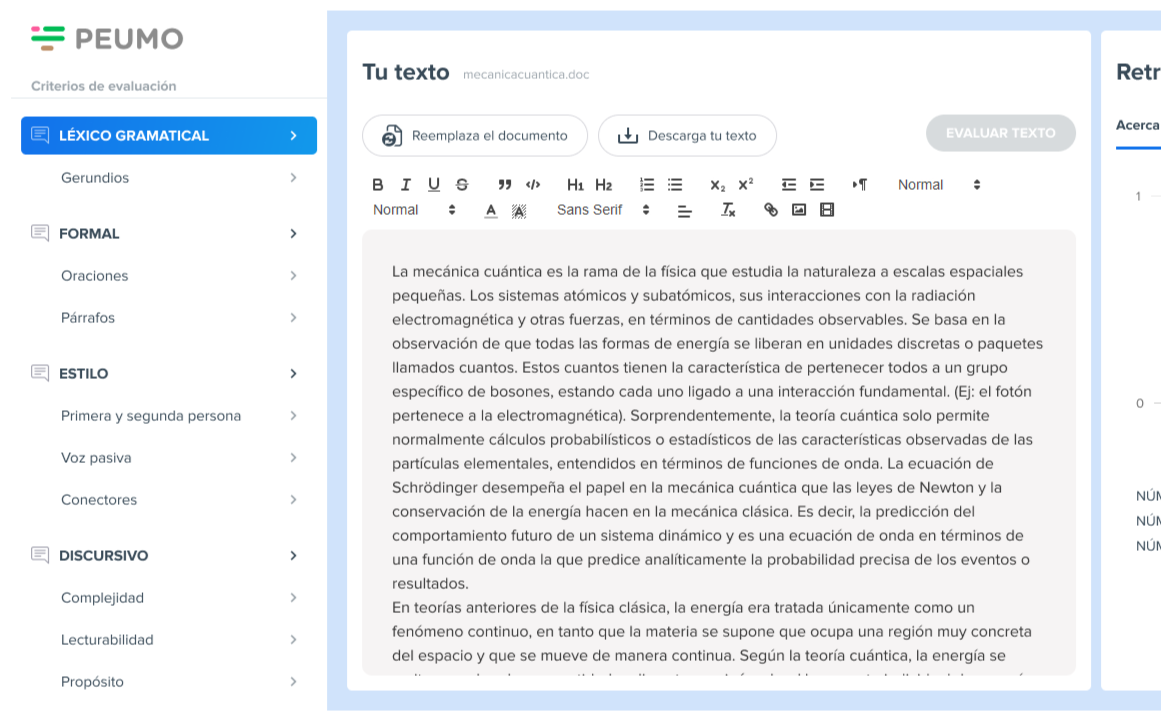 PEUMO
Criterios de evaluación
LÉXICO GRAMATICAL
Gerundios
FORMAL
Oraciones
Párrafos
ESTILO
Primera y segunda persona
Voz pasiva
Conectores
DISCURSIVO
Complejidad
Lecturabilidad
Propósito
Tu texto mecanicacuantica.doc
Reemplaza el documento Descarga tu texto EVALUAR TEXTO
B I U S H1 H2 X2 X2 Normal
Normal A A Sans Serif Tx
La mecánica cuántica es la rama de la física que estudia la naturaleza a escalas espaciales
pequeñas. Los sistemas atómicos y subatómicos, sus interacciones con la radiación
electromagnética y otras fuerzas, en términos de cantidades observables. Se basa en la
observación de que todas las formas de energía se liberan en unidades discretas o paquetes
llamados cuantos. Estos cuantos tienen la característica de pertenecer todos a un grupo
específico de bosones, estando cada uno ligado a una interacción fundamental. (Ej: el fotón
pertenece a la electromagnética). Sorprendentemente, la teoría cuántica solo permite
normalmente cálculos probabilísticos o estadísticos de las características observadas de las
partículas elementales, entendidos en términos de funciones de onda. La ecuación de
Schrödinger desempeña el papel en la mecánica cuántica que las leyes de Newton y la
conservación de la energía hacen en la mecánica clásica. Es decir, la predicción del
comportamiento futuro de un sistema dinámico y es una ecuación de onda en términos de
una función de onda la que predice analíticamente la probabilidad precisa de los eventos o
resultados.
En teorías anteriores de la física clásica, la energía era tratada únicamente como un
fenómeno continuo, en tanto que la materia se supone que ocupa una región muy concreta
del espacio y que se mueve de manera continua. Según la teoría cuántica, la energía se
Retr
Acerca
1
0
NÚM
NÚM
NÚM